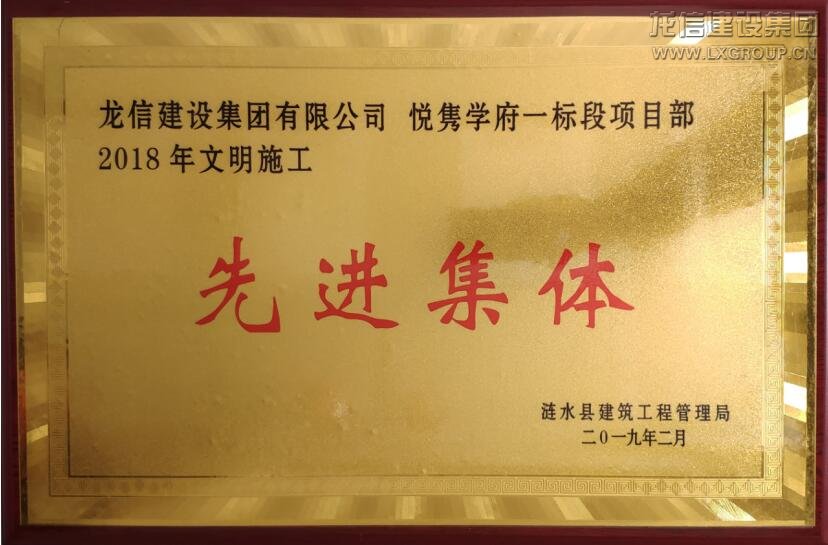 龙信建设集团
WWW.LXGROUP.CN
龙信建设集团有限公司 悦隽学府一标段项目部
2018年文明施工
先进集体
涟水县建筑工程管理局
二0一九年二月